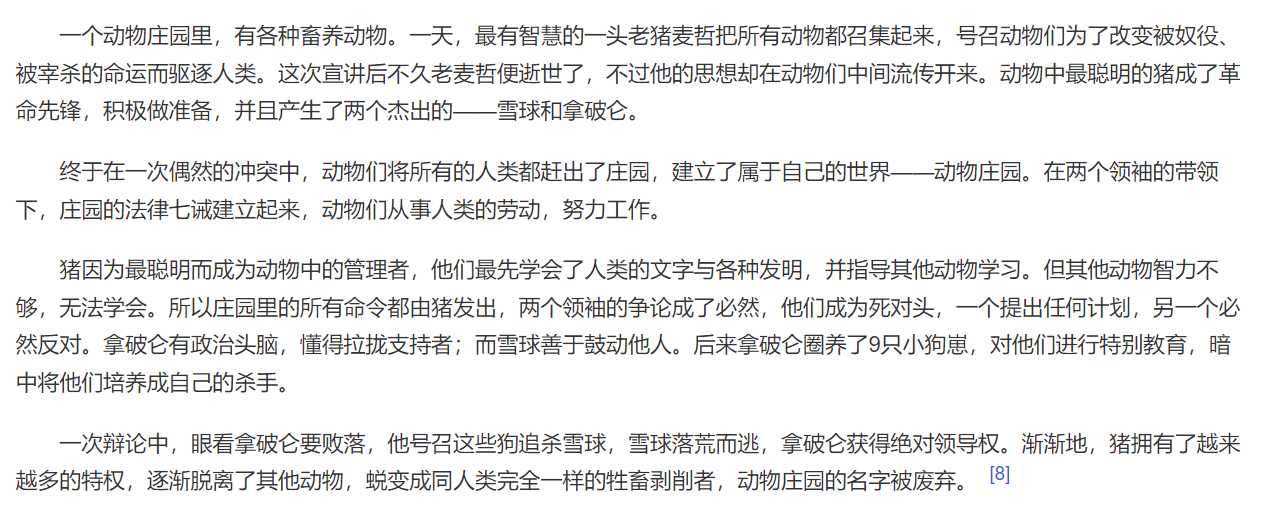 一个动物庄园里，有各种畜养动物。一天，最有智慧的一头老猪麦哲把所有动物都召集起来，号召动物们为了改变被奴役、
被宰杀的命运而驱逐人类。这次宣讲后不久老麦哲便逝世了，不过他的思想却在动物们中间流传开来。动物中最聪明的猪成了革
命先锋，积极做准备，并且产生了两个杰出的——雪球和拿破仑。
终于在一次偶然的冲突中，动物们将所有的人类都赶出了庄园，建立了属于自己的世界——动物庄园。在两个领袖的带领
下，庄园的法律七诫建立起来，动物们从事人类的劳动，努力工作。
猪因为最聪明而成为动物中的管理者，他们最先学会了人类的文字与各种发明，并指导其他动物学习。但其他动物智力不
够，无法学会。所以庄园里的所有命令都由猪发出，两个领袖的争论成了必然，他们成为死对头，一个提出任何计划，另一个必
然反对。拿破仑有政治头脑，懂得拉拢支持者；而雪球善于鼓动他人。后来拿破仑圈养了9只小狗崽，对他们进行特别教育，暗
中将他们培养成自己的杀手。
一次辩论中，眼看拿破仑要败落，他号召这些狗追杀雪球，雪球落荒而逃，拿破仑获得绝对领导权。渐渐地，猪拥有了越来
越多的特权，逐渐脱离了其他动物，蜕变成同人类完全一样的牲畜剥削者，动物庄园的名字被废弃。 [8]